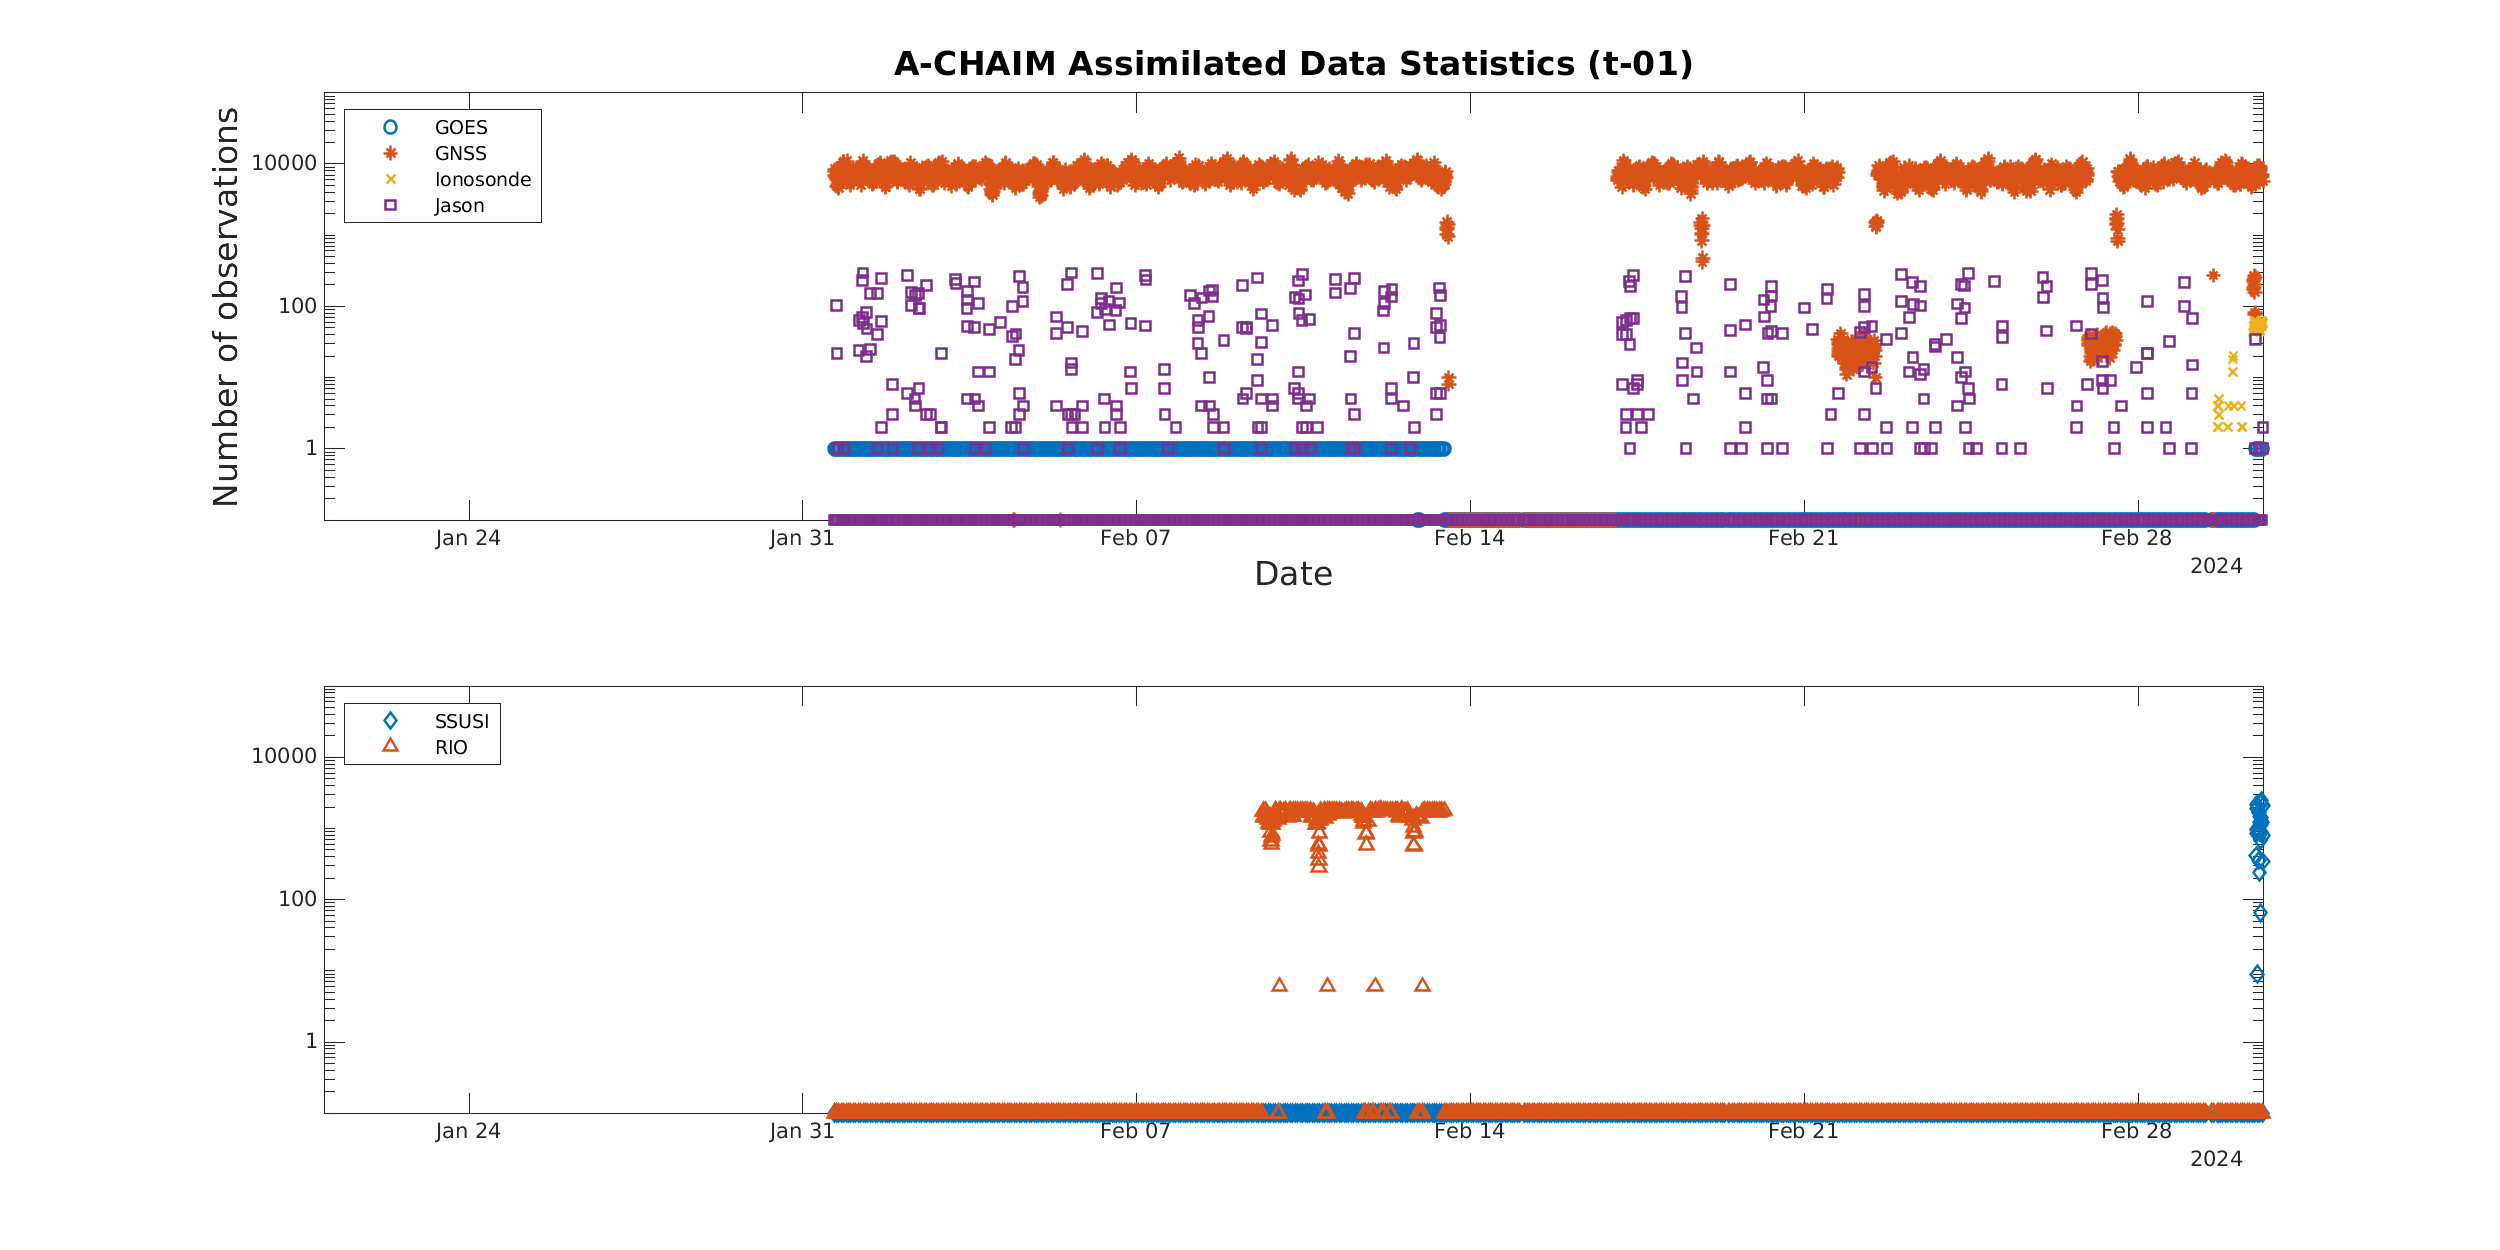 A-CHAIM Assimilated Data Statistics (t-01)
Number of observations
10000
100
1
GOES
GNSS
Ionosonde
Jason
Jan 24
Jan 31
Feb 07
Feb 14
Feb 21
Feb 28
2024
Date
10000
100
1
SSUSI
RIO
Jan 24
Jan 31
Feb 07
Feb 14
Feb 21
Feb 28
2024